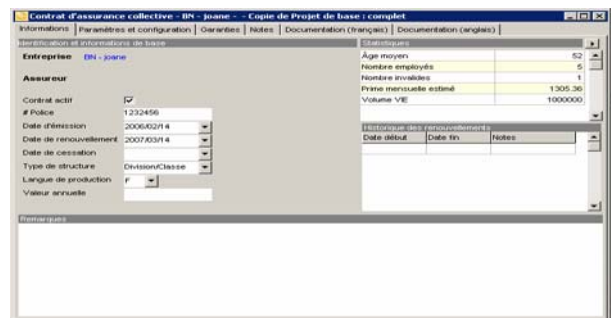 Contrat d'assurance collective - BN - joane - - Copie de Projet de base : complet
Informations Paramètres et configuration Garanties Notes Documentation (français) Documentation (anglais)
Identification et informations de base
Entreprise BN - joane
Assureur
Contrat actif
# Police 1232456
Date d'émission 2006/02/14
Date de renouvellement 2007/03/14
Date de cessation
Type de structure Division/Classe
Langue de production F
Valeur annuelle
Statistiques
Âge moyen 52
Nombre employés 5
Nombre invalides 1
Prime mensuelle estimé 1305.36
Volume VIE 1000000
Historique des renouvellements
Date début Date fin Notes
Remarques